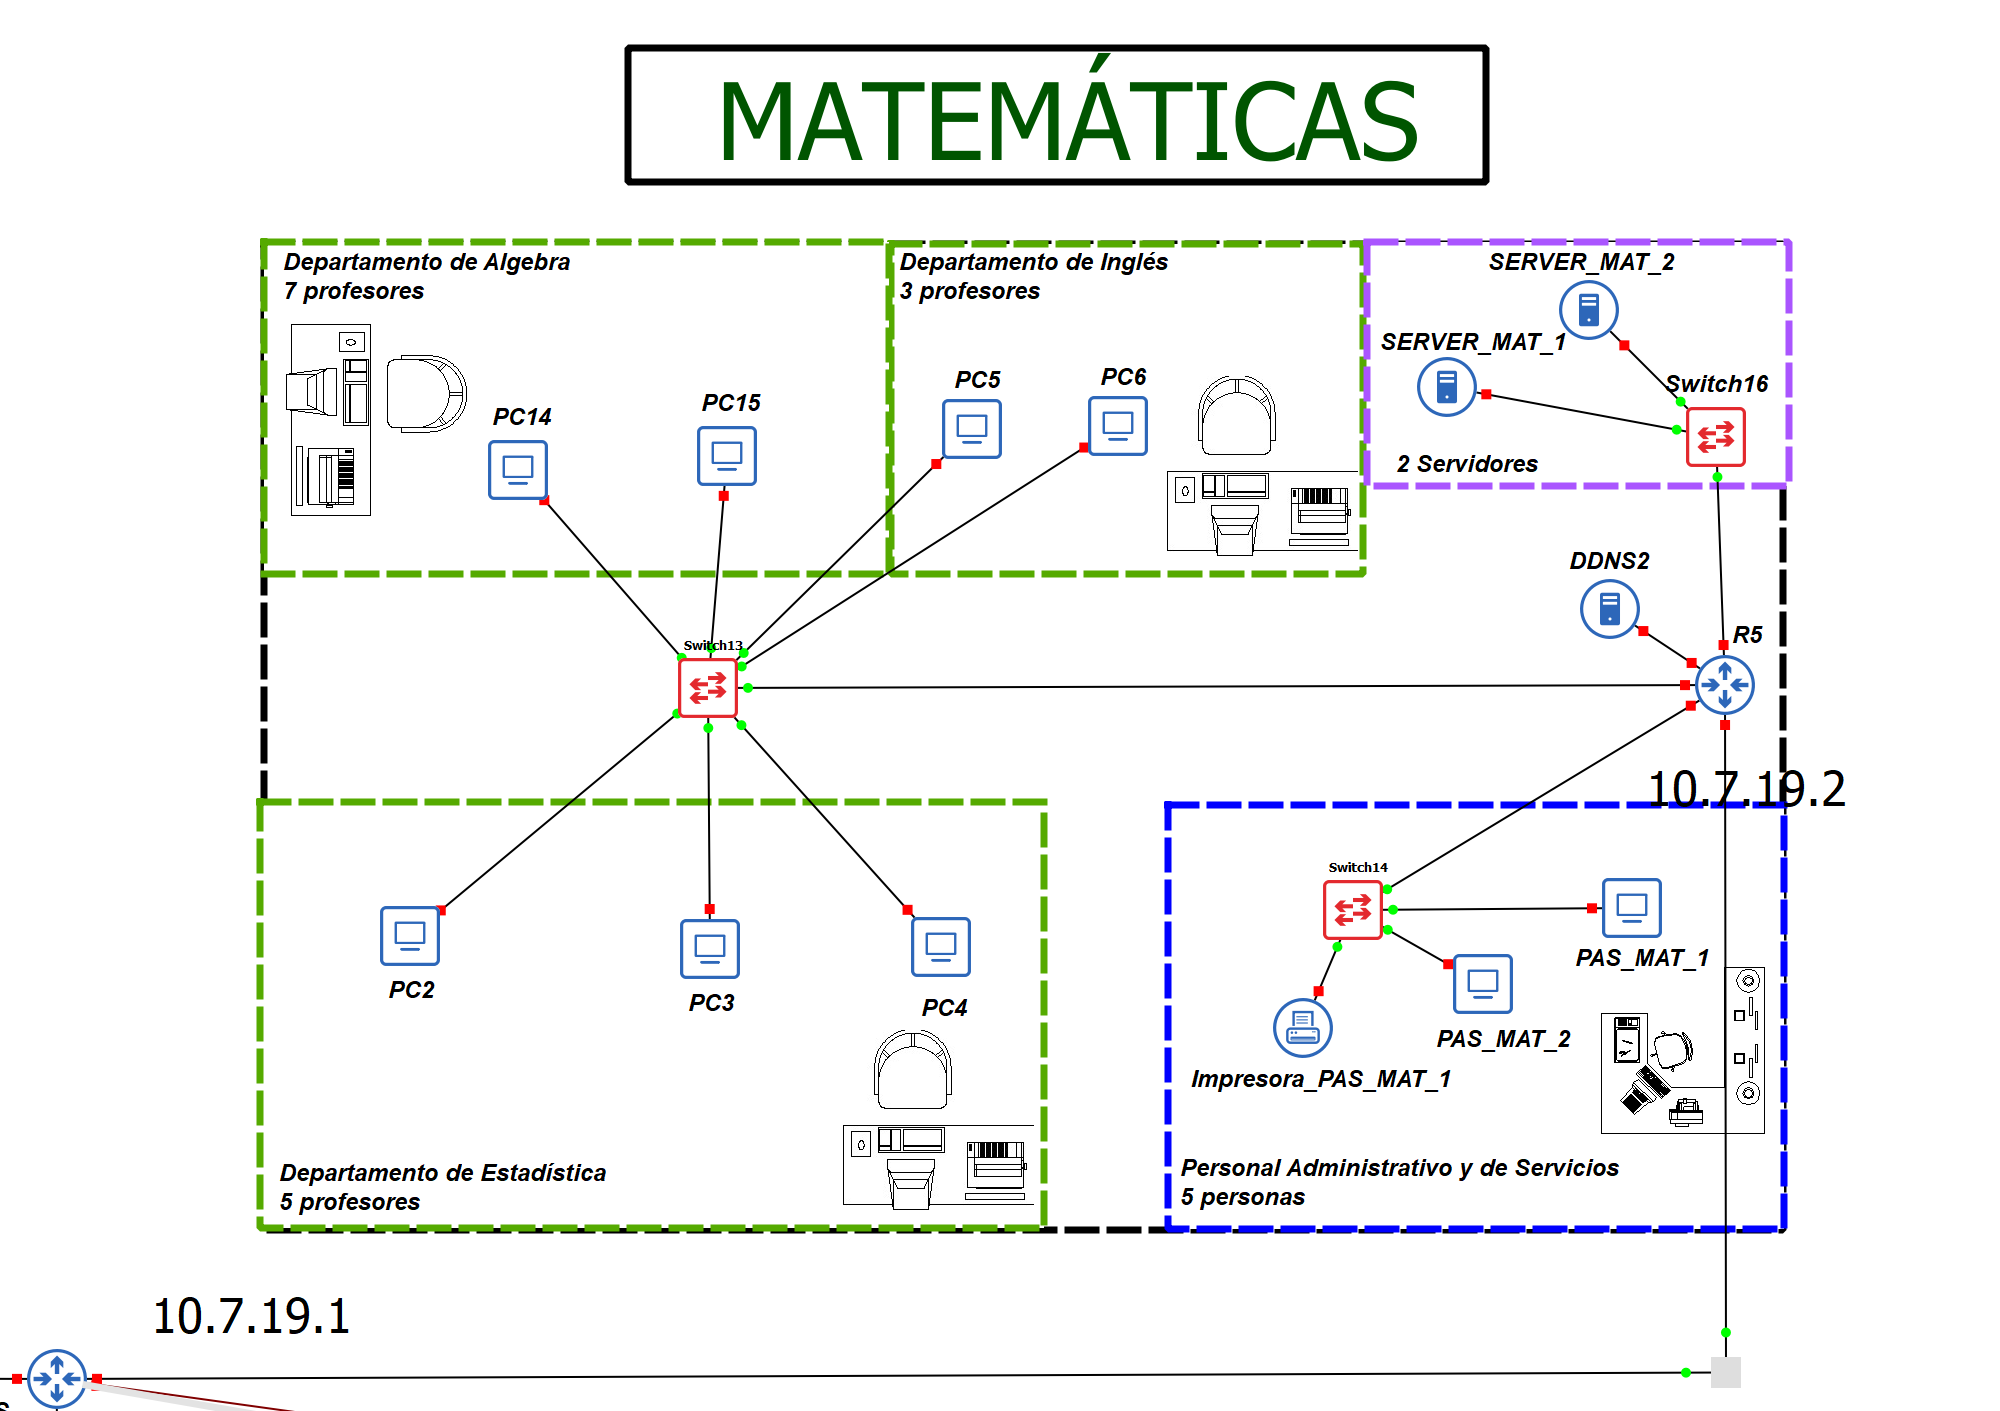 MATEMÁTICAS
Departamento de Algebra
7 profesores
Departamento de Inglés
3 profesores
SERVER_MAT_2
SERVER_MAT_1
Switch16
2 Servidores
PC14
PC15
PC5
PC6
DDNS2
R5
Switch13
10.7.19.2
Switch14
PAS_MAT_1
PAS_MAT_2
Impresora_PAS_MAT_1
PC2
PC3
PC4
Departamento de Estadística
5 profesores
Personal Administrativo y de Servicios
5 personas
10.7.19.1